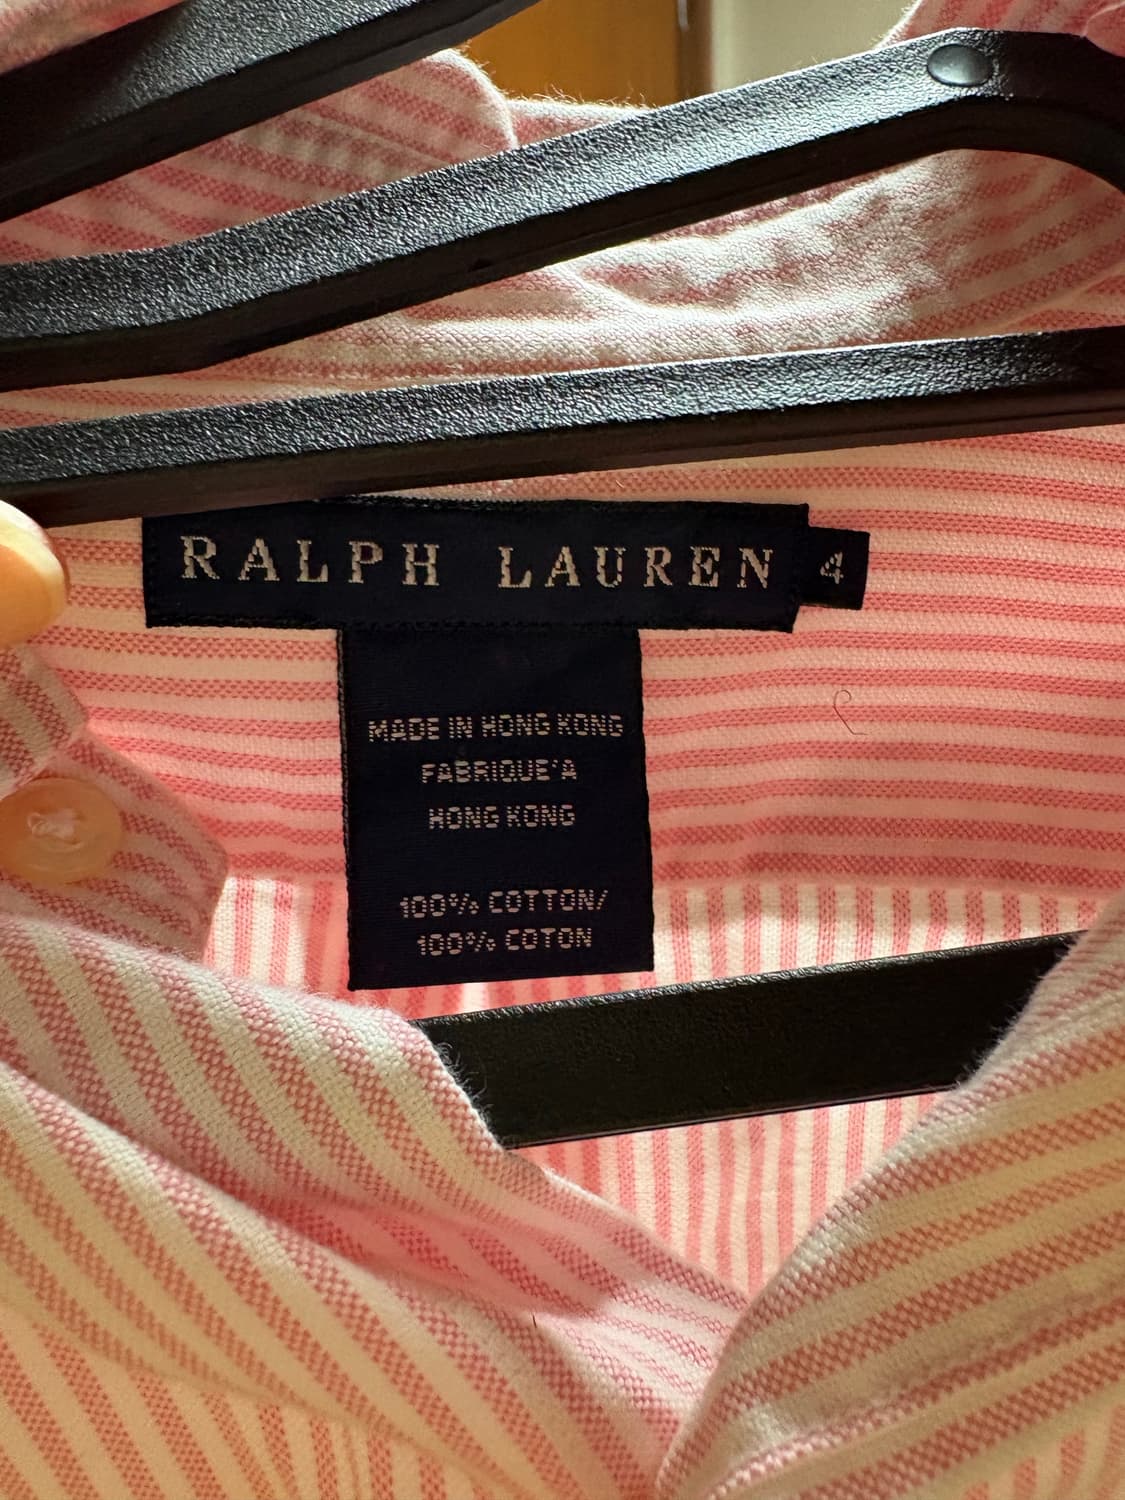 RALPH LAUREN 4
MADE IN HONG KONG
FABRIQUE'A
HONG KONG
100% COTTON/
100% COTON